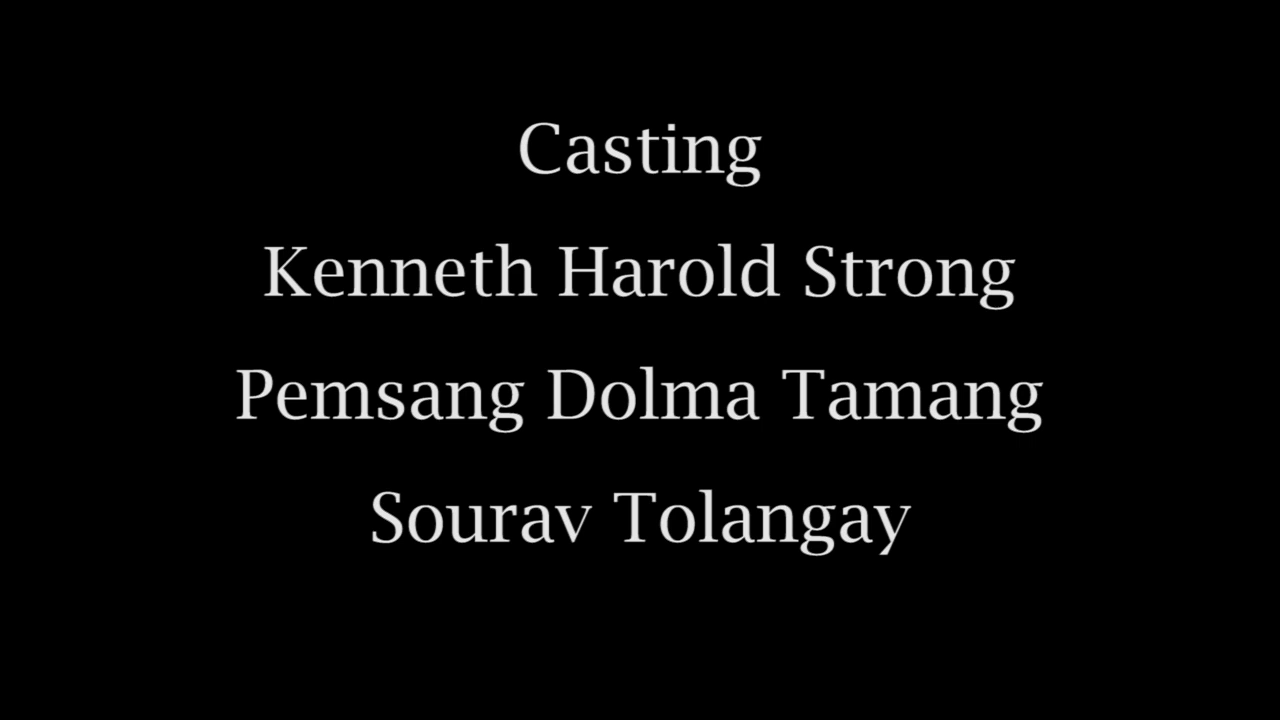 Casting
Kenneth Harold Strong
Pemsang Dolma Tamang
Sourav Tolangay